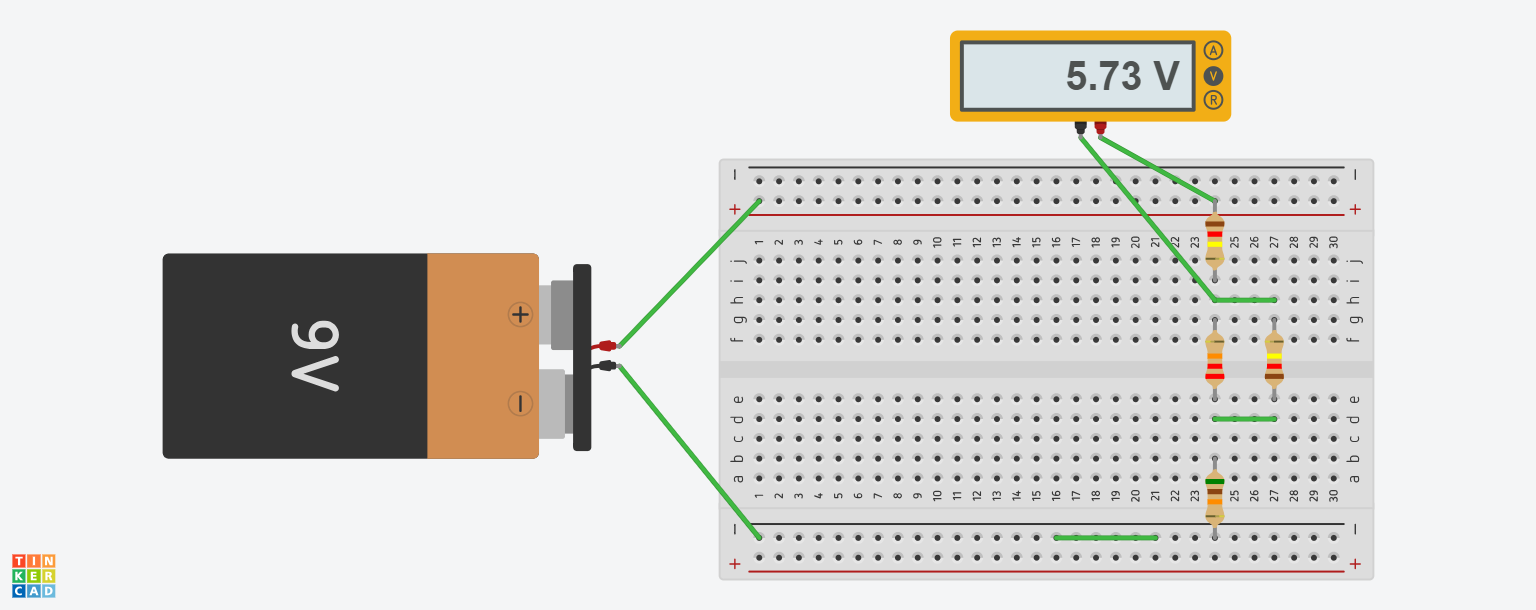 5.73 V
A
V
R
− −
+ +
1 2 3 4 5 6 7 8 9 10 11 12 13 14 15 16 17 18 19 20 21 22 23 25 26 27 28 29 30
j j
i i
h h
g g
f f
9V
+
−
e e
d d
c c
b b
a a
1 2 3 4 5 6 7 8 9 10 11 12 13 14 15 16 17 18 19 20 21 22 23 25 26 27 28 29 30
− −
+ +
TIN
KER
CAD